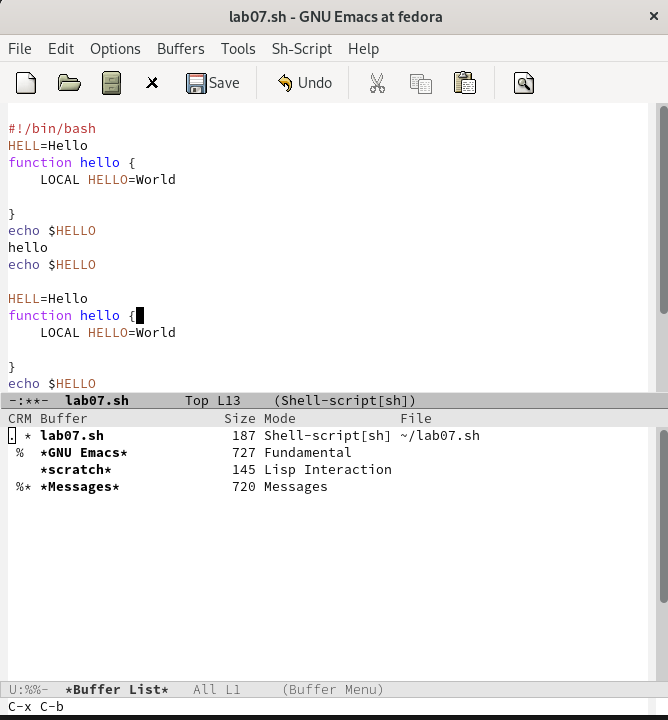 lab07.sh - GNU Emacs at fedora
File Edit Options Buffers Tools Sh-Script Help
Save Undo
#!/bin/bash
HELL=Hello
function hello {
    LOCAL HELLO=World
}
echo $HELLO
hello
echo $HELLO
HELL=Hello
function hello {
    LOCAL HELLO=World
}
echo $HELLO
-:**-  lab07.sh       Top L13    (Shell-script[sh])
CRM Buffer                 Size Mode             File
. * lab07.sh                187 Shell-script[sh] ~/lab07.sh
 %  *GNU Emacs*             727 Fundamental
    *scratch*               145 Lisp Interaction
 %* *Messages*              720 Messages
U:%%-  *Buffer List*   All L1     (Buffer Menu)
C-x C-b